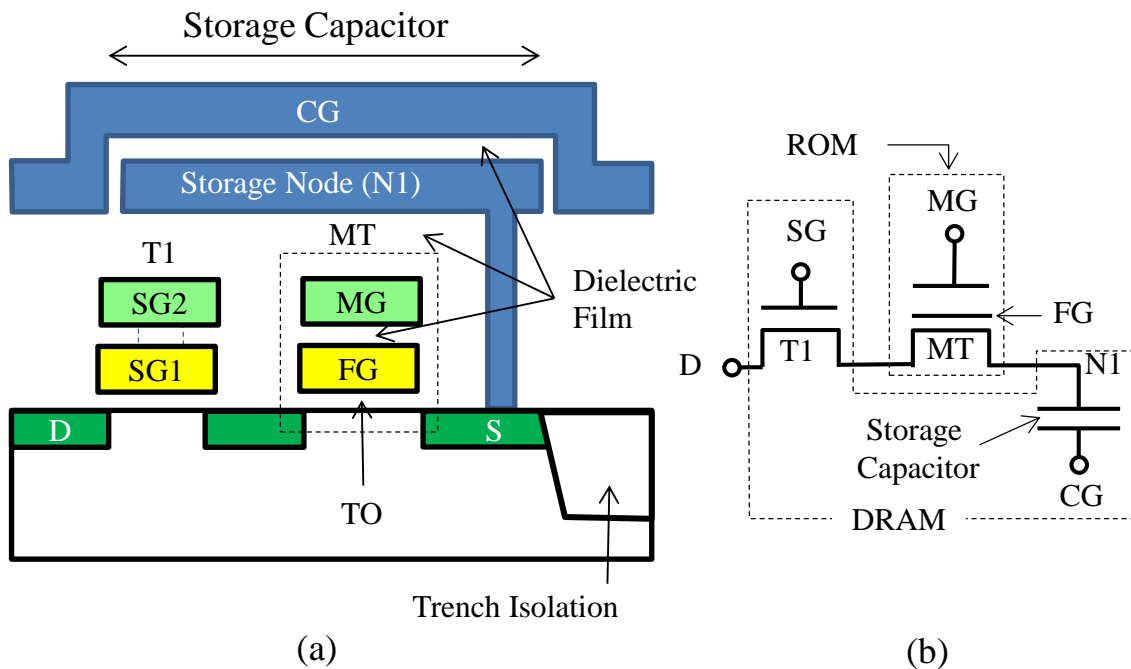 Storage Capacitor
CG
Storage Node (N1)
T1
MT
SG2
MG
SG1
FG
Dielectric
Film
D
S
TO
Trench Isolation
(a)
ROM
MG
SG
FG
T1
MT
D
N1
Storage
Capacitor
CG
DRAM
(b)